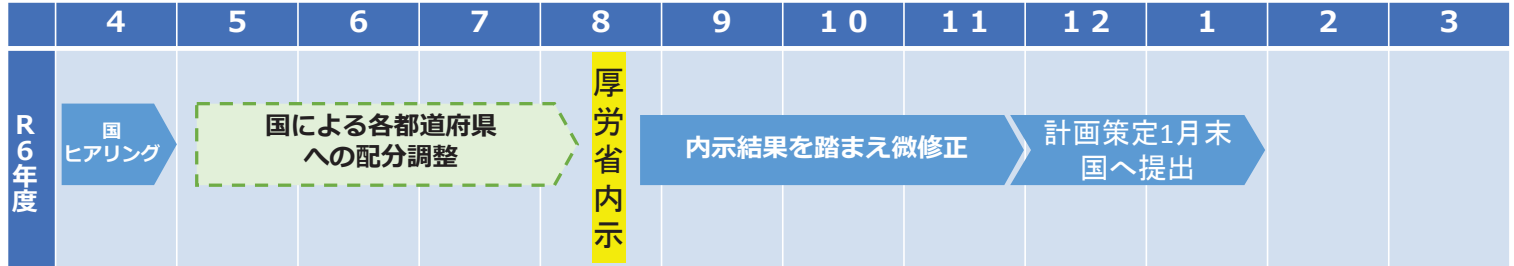 4 5 6 7 8 9 10 11 12 1 2 3
R6年度
国
ヒアリング
国による各都道府県
への配分調整
厚労省内示
内示結果を踏まえ微修正
計画策定1月末
国へ提出